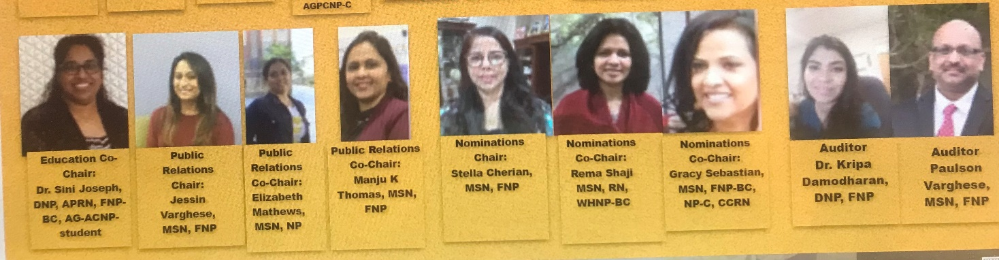 AGPCNP-C
Education Co-
Chair:
Dr. Sini Joseph,
DNP, APRN, FNP-
BC, AG-ACNP-
student
Public
Relations
Chair:
Jessin
Varghese,
MSN, FNP
Public
Relations
Co-Chair:
Elizabeth
Mathews,
MSN, NP
Public Relations
Co-Chair:
Manju K
Thomas, MSN,
FNP
Nominations
Chair:
Stella Cherian,
MSN, FNP
Nominations
Co-Chair:
Rema Shaji
MSN, RN,
WHNP-BC
Nominations
Co-Chair:
Gracy Sebastian,
MSN, FNP-BC,
NP-C, CCRN
Auditor
Dr. Kripa
Damodharan,
DNP, FNP
Auditor
Paulson
Varghese,
MSN, FNP